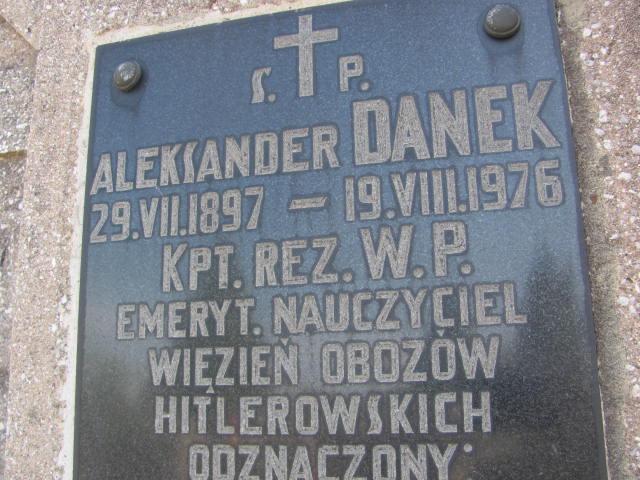 Ś. P.
ALEKSANDER DANEK
29.VII.1897 – 19.VIII.1976
KPT. REZ. W.P.
EMERYT. NAUCZYCIEL
WIĘZIEŃ OBOZÓW
HITLEROWSKICH
ODZNACZONY